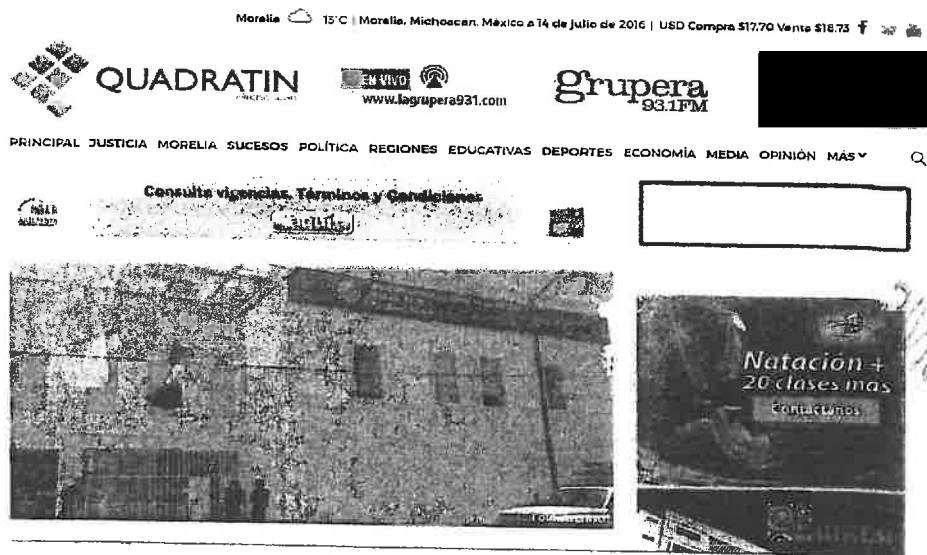 Morelia 15°C | Morelia, Michoacan, México a 14 de julio de 2016 | USD Compra $17.70 Venta $18.73
QUADRATIN
EN VIVO
www.lagrupera931.com
grupera
93.1FM
PRINCIPAL JUSTICIA MORELIA SUCESOS POLÍTICA REGIONES EDUCATIVAS DEPORTES ECONOMÍA MEDIA OPINIÓN MÁS
Consulte vigencias, Términos y Condiciones
Natación +
20 clases más
Contáctanos